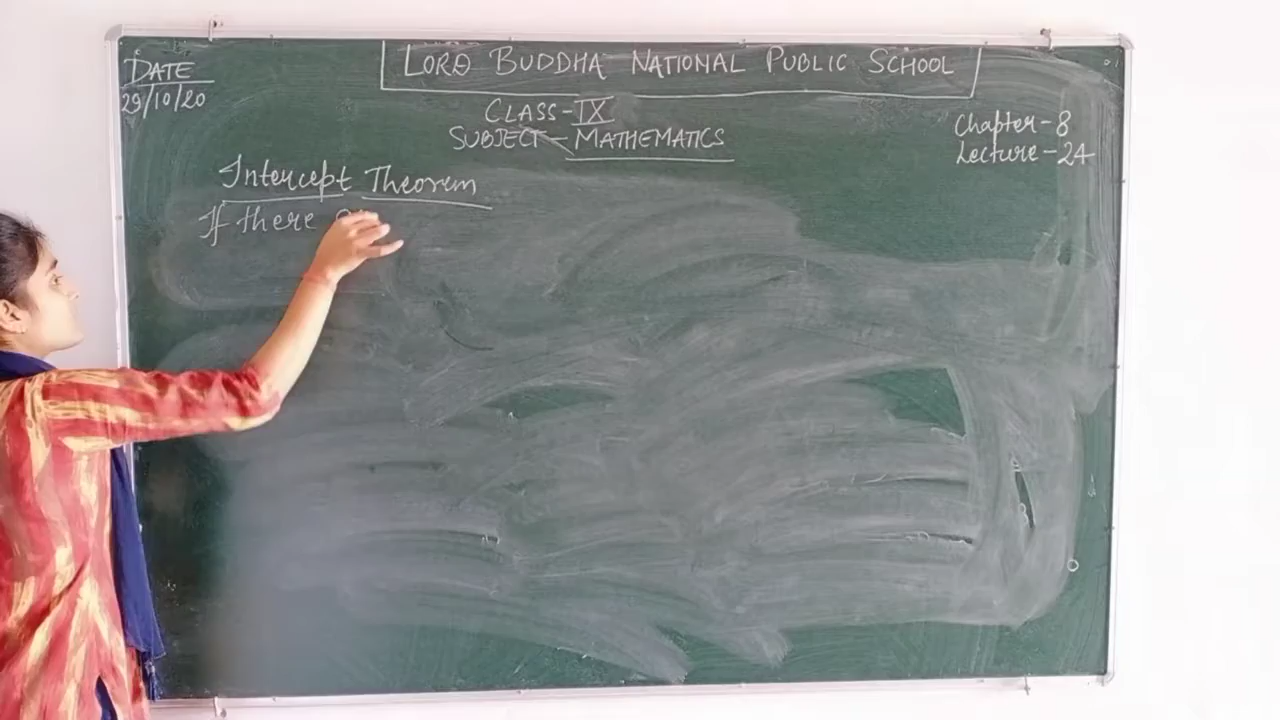 DATE
29/10/20
LORD BUDDHA NATIONAL PUBLIC SCHOOL
CLASS-IX
SUBJECT-MATHEMATICS
Chapter-8
Lecture-24
Intercept Theorem
If there